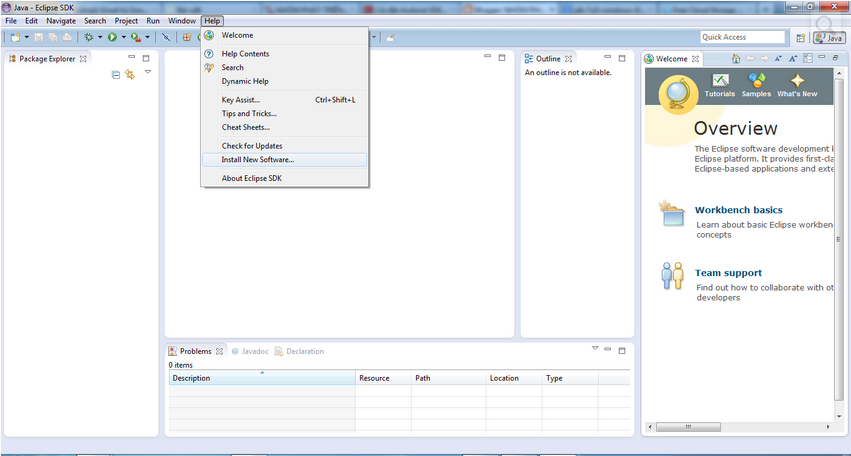 Java - Eclipse SDK
File Edit Navigate Search Project Run Window Help
Quick Access
Java
Welcome
Help Contents
Search
Dynamic Help
Key Assist... Ctrl+Shift+L
Tips and Tricks...
Cheat Sheets...
Check for Updates
Install New Software...
About Eclipse SDK
Package Explorer
Outline
An outline is not available.
Welcome
Tutorials Samples What's New
Overview
The Eclipse software development k
Eclipse platform. It provides first-cla
Eclipse-based applications and exte
Workbench basics
Learn about basic Eclipse workben
concepts
Team support
Find out how to collaborate with ot
developers
Problems Javadoc Declaration
0 items
Description Resource Path Location Type